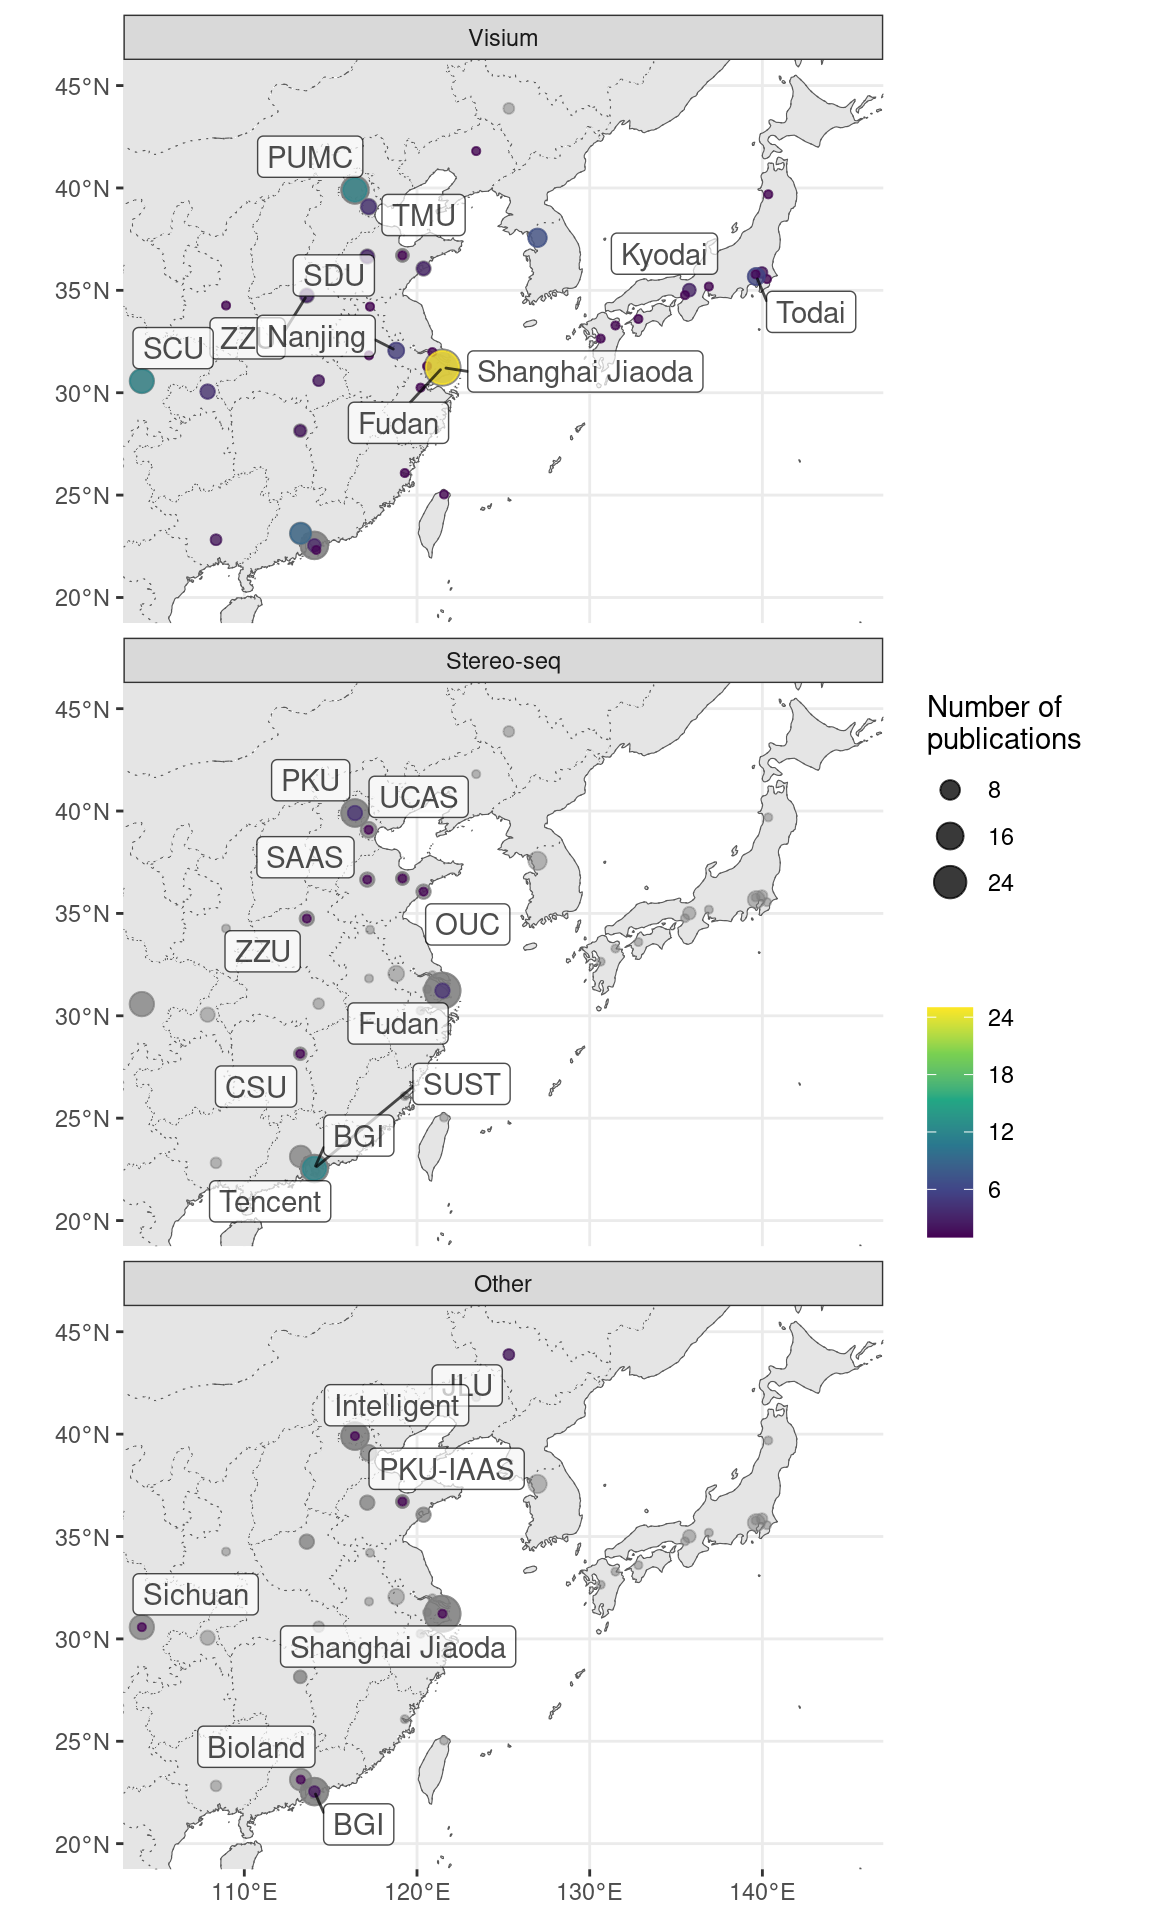 Visium
45°N
40°N
35°N
30°N
25°N
20°N
PUMC
TMU
SDU
Kyodai
Todai
SCU
ZZU
Nanjing
Shanghai Jiaoda
Fudan
Stereo-seq
45°N
40°N
35°N
30°N
25°N
20°N
PKU
UCAS
SAAS
OUC
ZZU
Fudan
CSU
SUST
BGI
Tencent
Number of
publications
8
16
24
24
18
12
6
Other
45°N
40°N
35°N
30°N
25°N
20°N
JLU
Intelligent
PKU-IAAS
Sichuan
Shanghai Jiaoda
Bioland
BGI
110°E
120°E
130°E
140°E